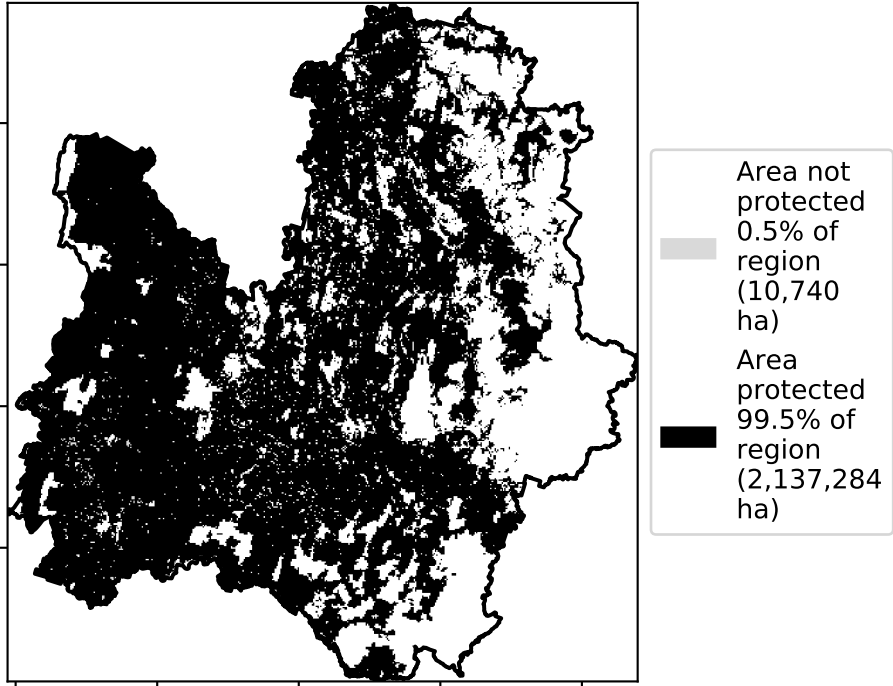 Area not
protected
0.5% of
region
(10,740
ha)
Area
protected
99.5% of
region
(2,137,284
ha)